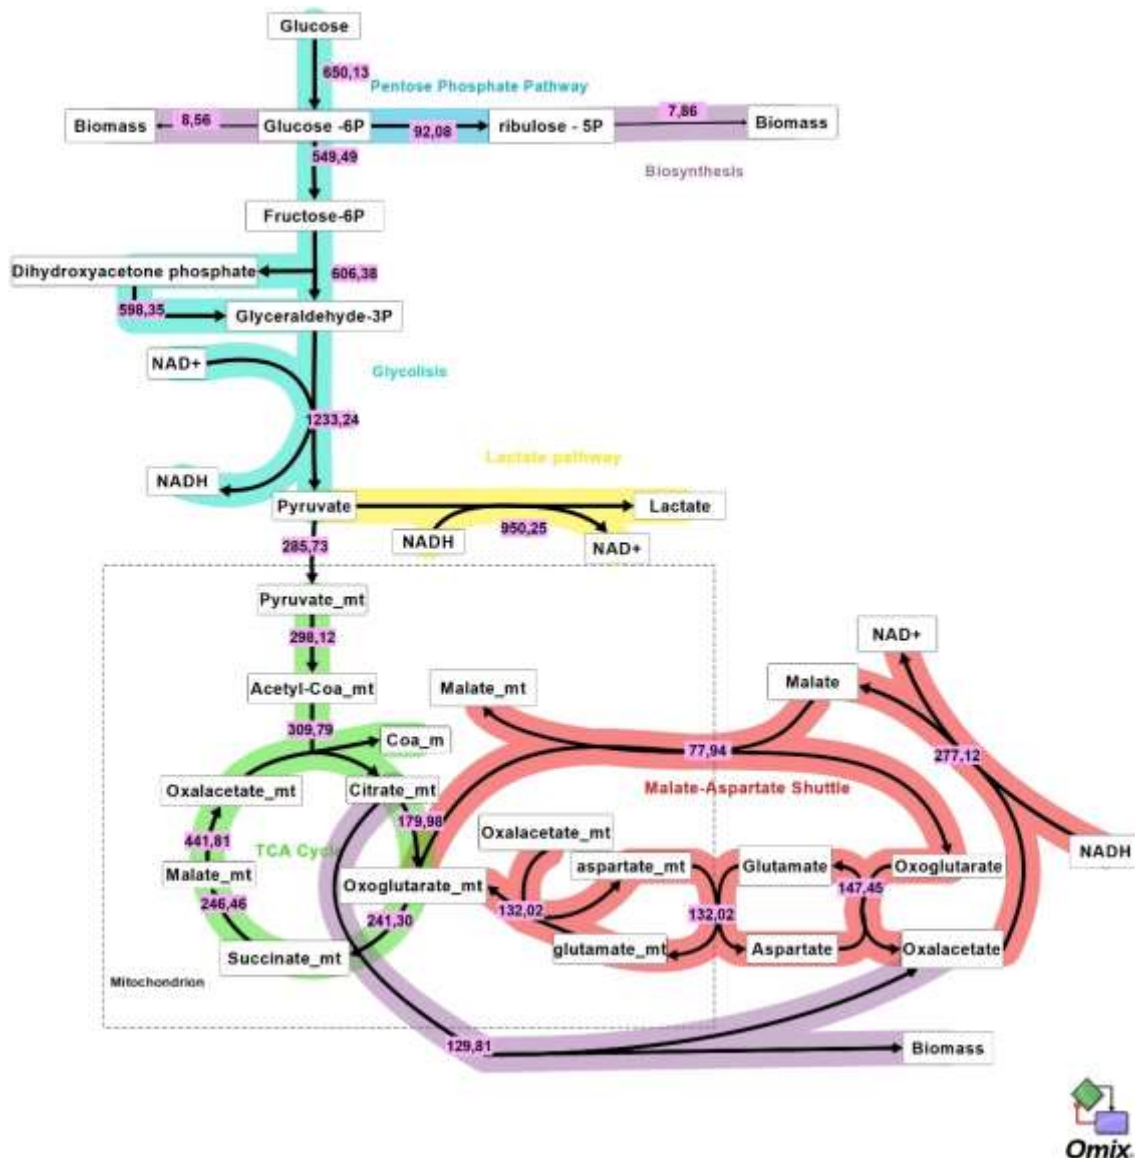 Glucose
650,13
Pentose Phosphate Pathway
Biomass
8,56
Glucose -6P
92,08
ribulose - 5P
7,86
Biomass
549,49
Biosynthesis
Fructose-6P
Dihydroxyacetone phosphate
606,38
598,35
Glyceraldehyde-3P
NAD+
Glycolisis
1233,24
Lactate pathway
NADH
Pyruvate
Lactate
NADH
950,25
NAD+
285,73
Pyruvate_mt
298,12
NAD+
Acetyl-Coa_mt
Malate_mt
Malate
309,79
Coa_m
77,94
277,12
Oxalacetate_mt
Citrate_mt
Malate-Aspartate Shuttle
179,98
Oxalacetate_mt
441,81
TCA Cycle
NADH
Malate_mt
aspartate_mt
Glutamate
Oxoglutarate
Oxoglutarate_mt
147,45
246,46
241,30
132,02
132,02
Succinate_mt
glutamate_mt
Aspartate
Oxalacetate
Mitochondrion
129,81
Biomass
Omix